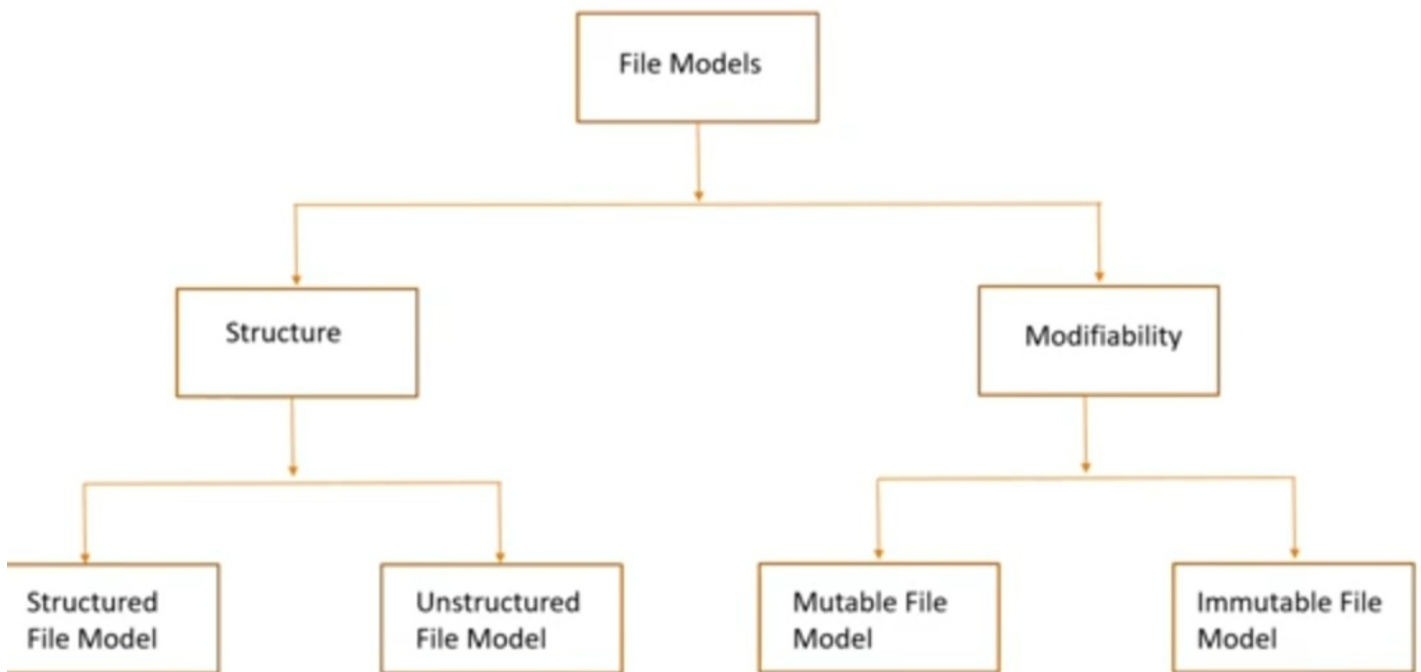 File Models
Structure
Modifiability
Structured
File Model
Unstructured
File Model
Mutable File
Model
Immutable File
Model